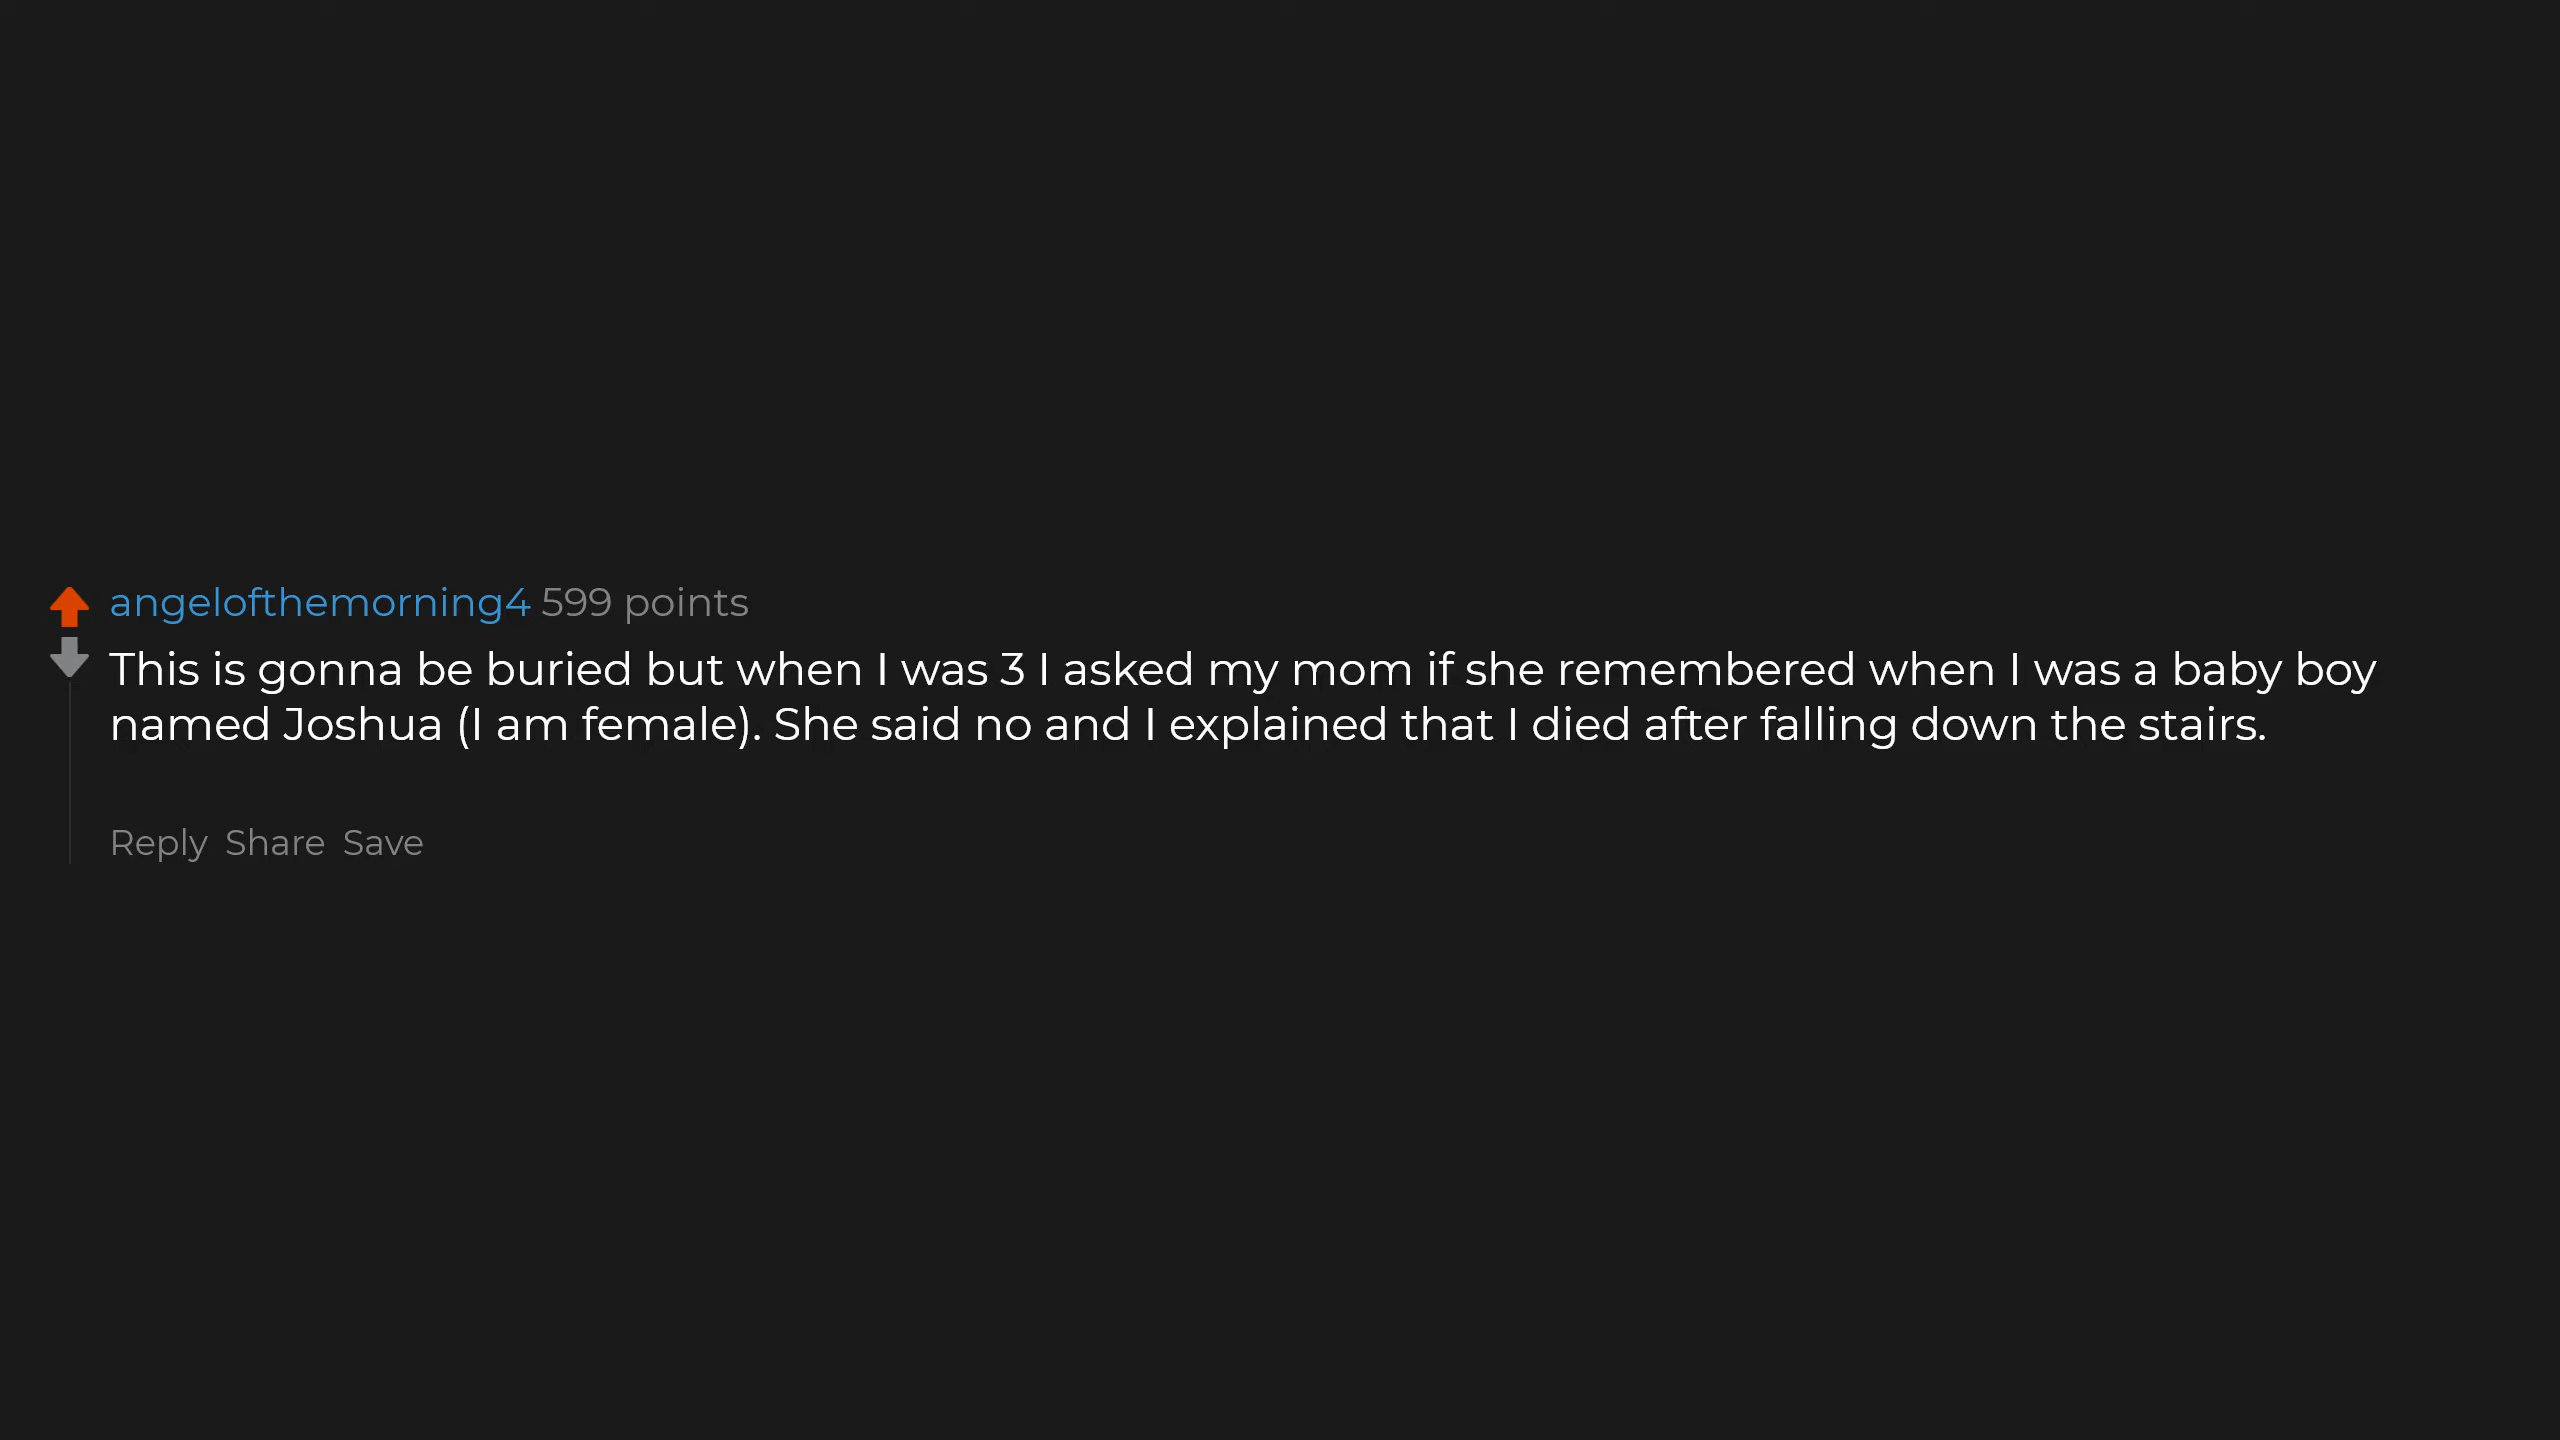 angelofthemorning4 599 points
This is gonna be buried but when I was 3 I asked my mom if she remembered when I was a baby boy
named Joshua (I am female). She said no and I explained that I died after falling down the stairs.
Reply Share Save